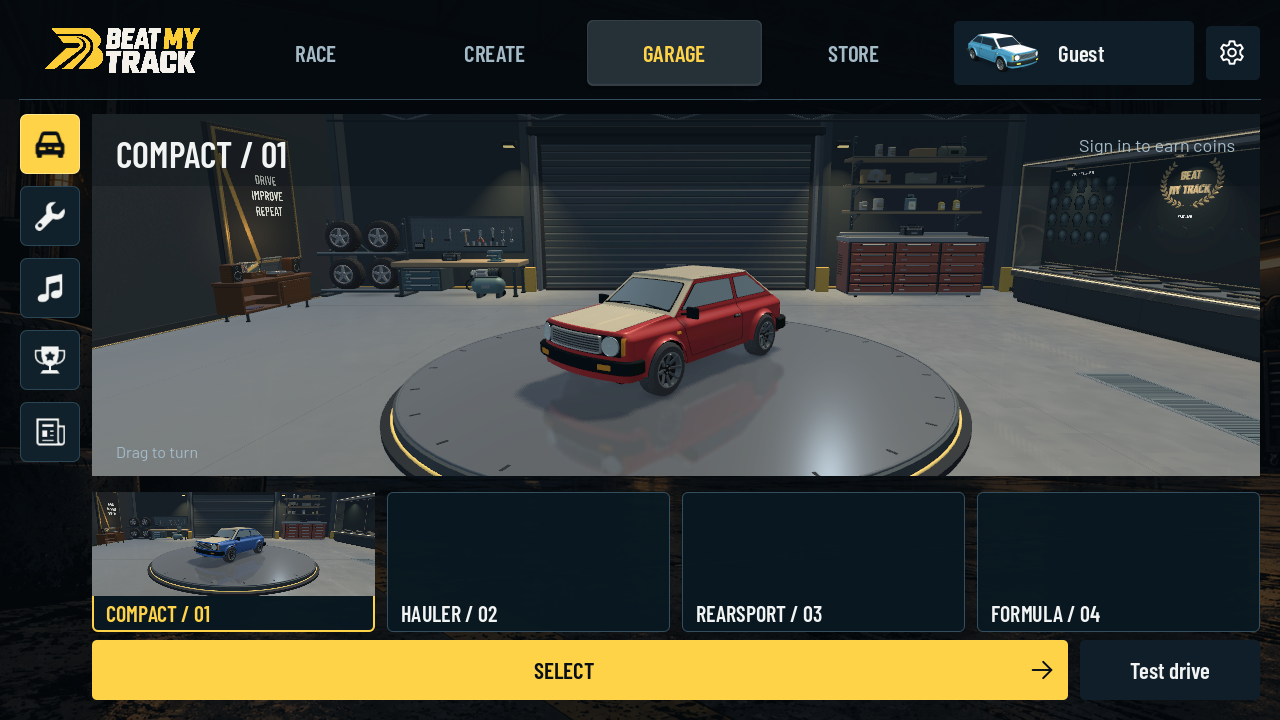 BEAT MY
TRACK
RACE
CREATE
GARAGE
STORE
Guest
COMPACT / 01
Sign in to earn coins
DRIVE
IMPROVE
REPEAT
BEAT
MY TRACK
Drag to turn
COMPACT / 01
HAULER / 02
REARSPORT / 03
FORMULA / 04
SELECT
Test drive